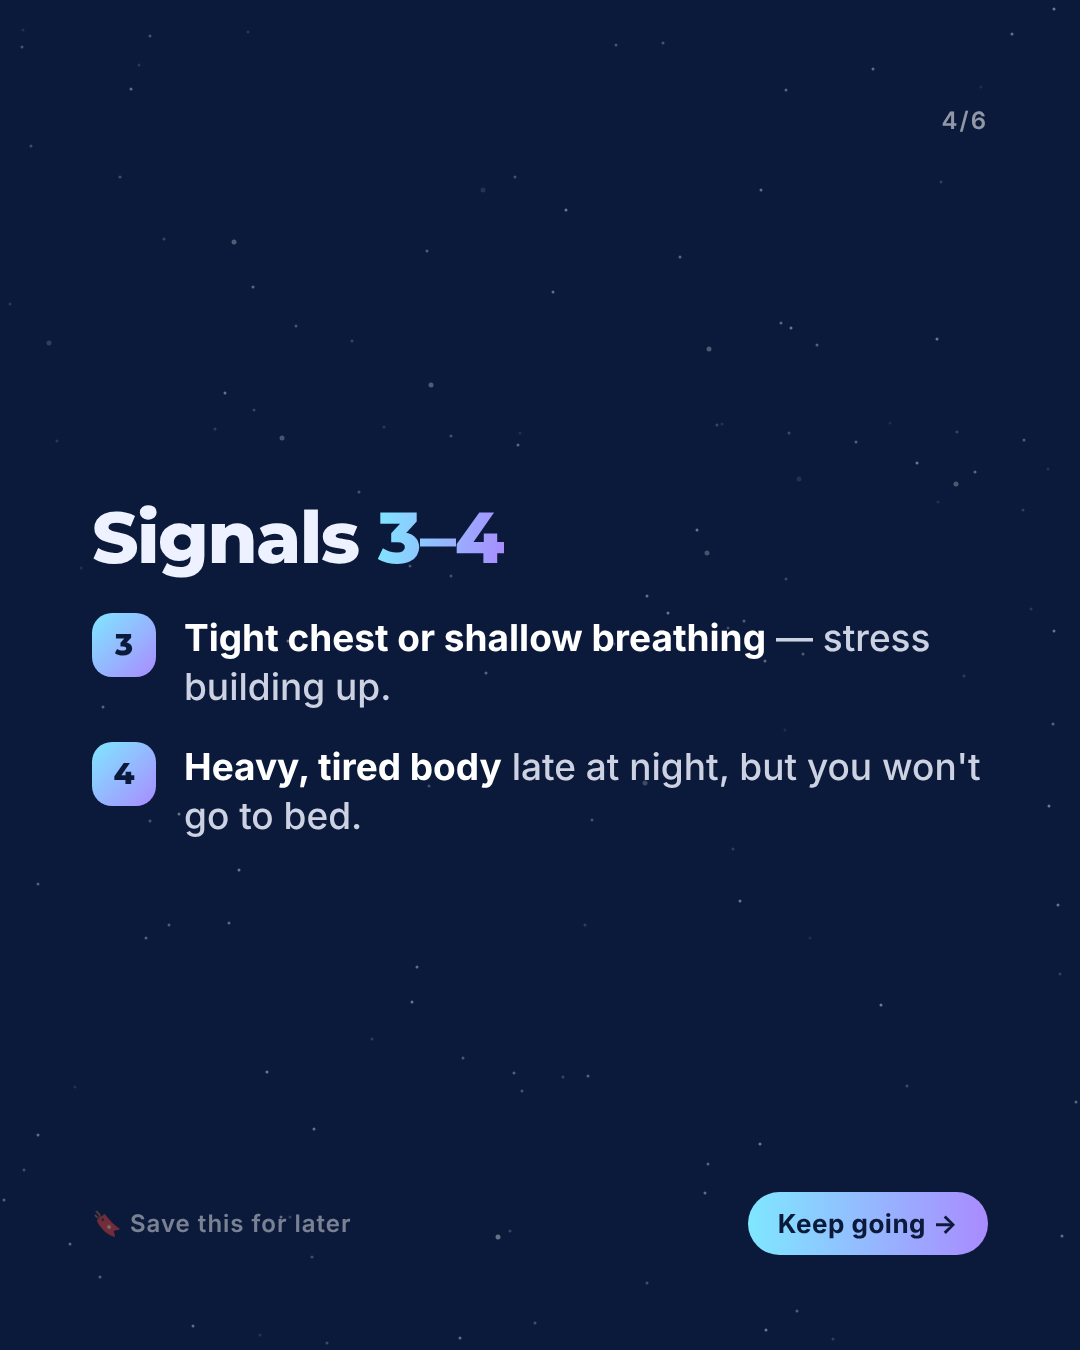 4/6
Signals 3–4
3 Tight chest or shallow breathing — stress
building up.
4 Heavy, tired body late at night, but you won't
go to bed.
🔖 Save this for later
Keep going →